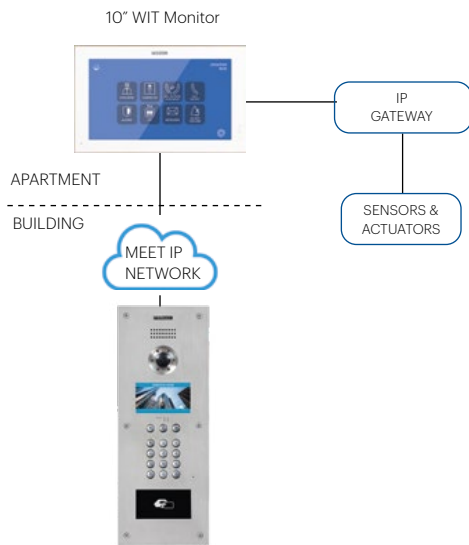 10” WIT Monitor
IP
GATEWAY
APARTMENT
SENSORS &
ACTUATORS
BUILDING
MEET IP
NETWORK